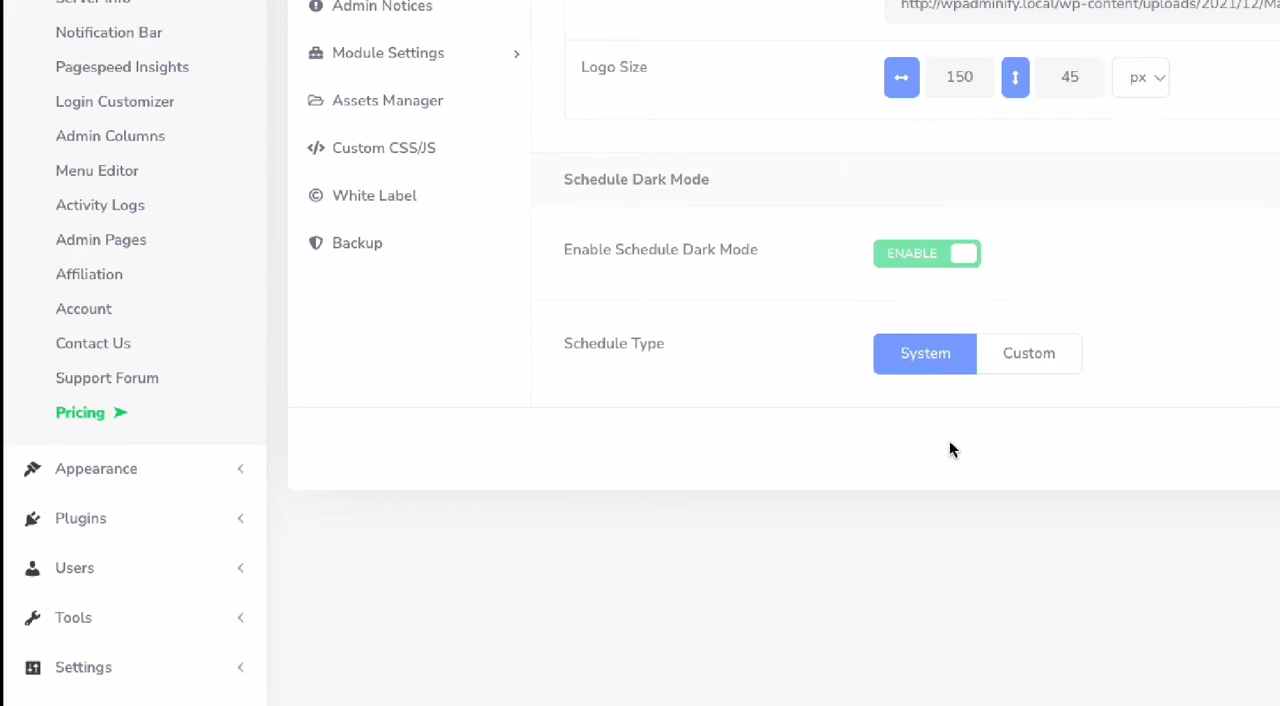 Server Info
Notification Bar
Pagespeed Insights
Login Customizer
Admin Columns
Menu Editor
Activity Logs
Admin Pages
Affiliation
Account
Contact Us
Support Forum
Pricing
Appearance
Plugins
Users
Tools
Settings
Admin Notices
Module Settings
Assets Manager
Custom CSS/JS
White Label
Backup
http://wpadminify.local/wp-content/uploads/2021/12/Ma
Logo Size
150
45
px
Schedule Dark Mode
Enable Schedule Dark Mode
ENABLE
Schedule Type
System
Custom